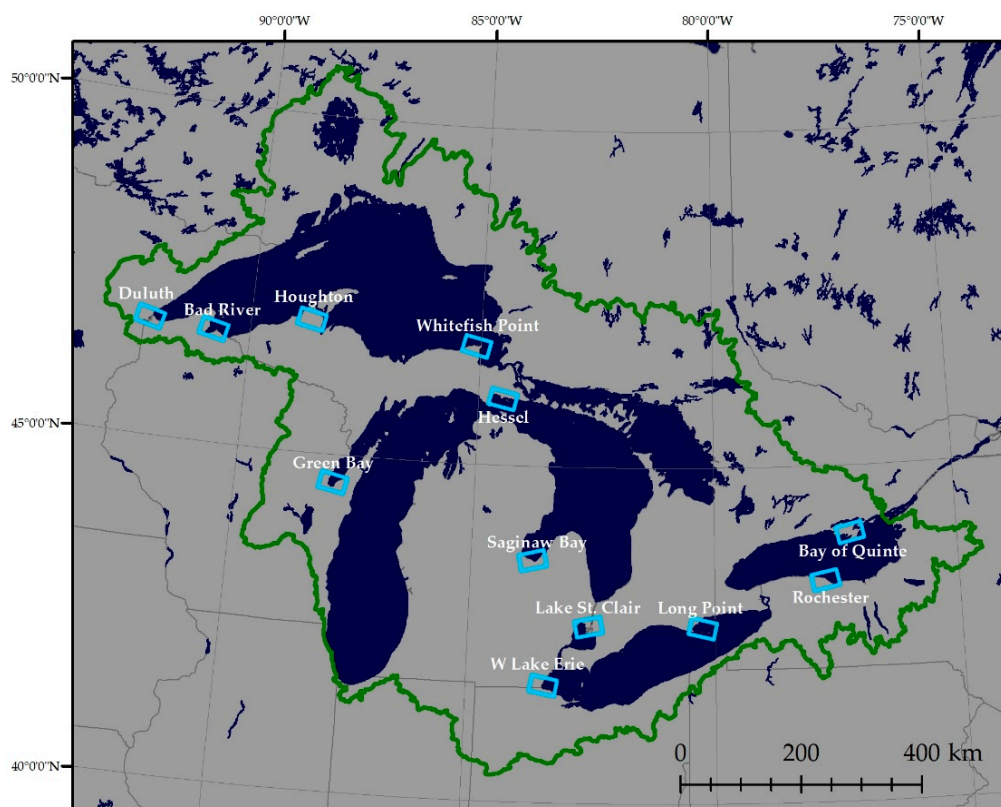 90°0'0"W
85°0'0"W
80°0'0"W
75°0'0"W
50°0'0"N
Duluth
Bad River
Houghton
Whitefish Point
45°0'0"N
Hessel
Green Bay
Saginaw Bay
Bay of Quinte
Rochester
Lake St. Clair
Long Point
W Lake Erie
0
200
400 km
40°0'0"N